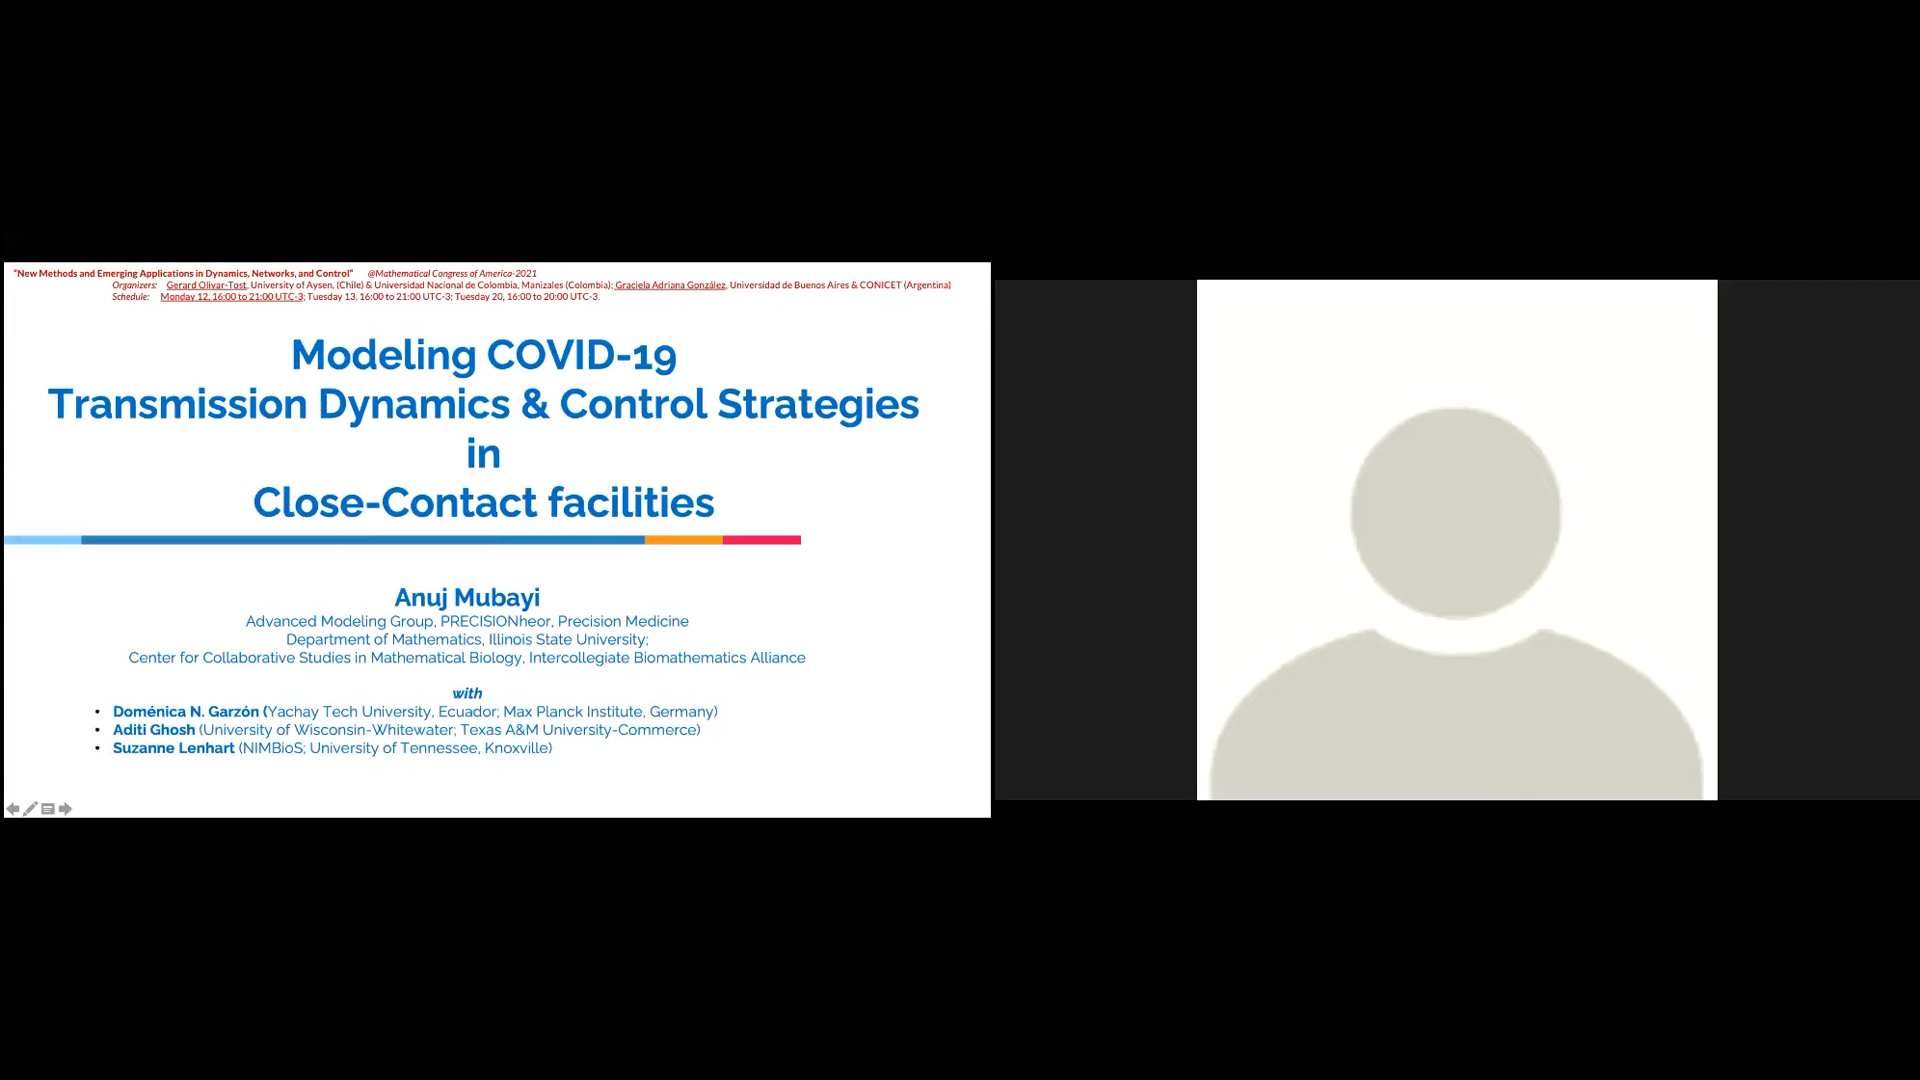 "New Methods and Emerging Applications in Dynamics, Networks, and Control" @Mathematical Congress of America-2021
Organizers: Gerard Olivar-Tost, University of Aysen, (Chile) & Universidad Nacional de Colombia, Manizales (Colombia); Graciela Adriana González, Universidad de Buenos Aires & CONICET (Argentina)
Schedule: Monday 12, 16:00 to 21:00 UTC-3; Tuesday 13, 16:00 to 21:00 UTC-3; Tuesday 20, 16:00 to 20:00 UTC-3.
Modeling COVID-19
Transmission Dynamics & Control Strategies
in
Close-Contact facilities
Anuj Mubayi
Advanced Modeling Group, PRECISIONheor, Precision Medicine
Department of Mathematics, Illinois State University;
Center for Collaborative Studies in Mathematical Biology, Intercollegiate Biomathematics Alliance
with
• Doménica N. Garzón (Yachay Tech University, Ecuador; Max Planck Institute, Germany)
• Aditi Ghosh (University of Wisconsin-Whitewater; Texas A&M University-Commerce)
• Suzanne Lenhart (NIMBioS; University of Tennessee, Knoxville)